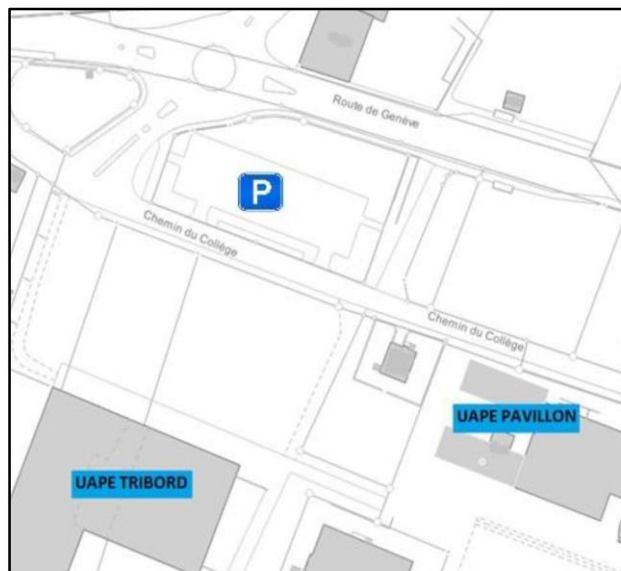 Route de Genève
P
Chemin du Collège
Chemin du Collège
UAPE PAVILLON
UAPE TRIBORD